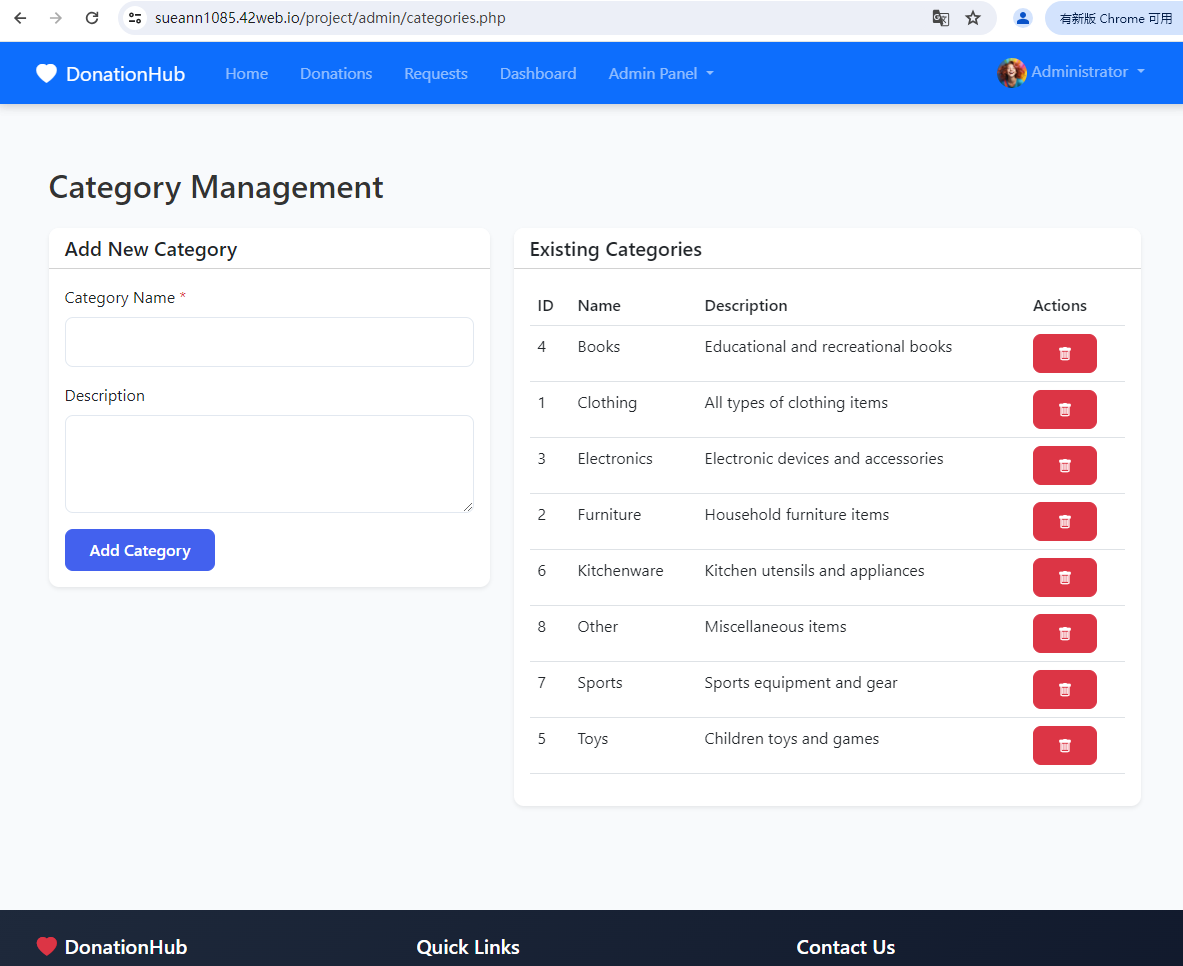 sueann1085.42web.io/project/admin/categories.php
有新版 Chrome 可用
DonationHub Home Donations Requests Dashboard Admin Panel Administrator
Category Management
Add New Category
Category Name *
Description
Add Category
Existing Categories
ID Name Description Actions
4 Books Educational and recreational books
1 Clothing All types of clothing items
3 Electronics Electronic devices and accessories
2 Furniture Household furniture items
6 Kitchenware Kitchen utensils and appliances
8 Other Miscellaneous items
7 Sports Sports equipment and gear
5 Toys Children toys and games
DonationHub Quick Links Contact Us